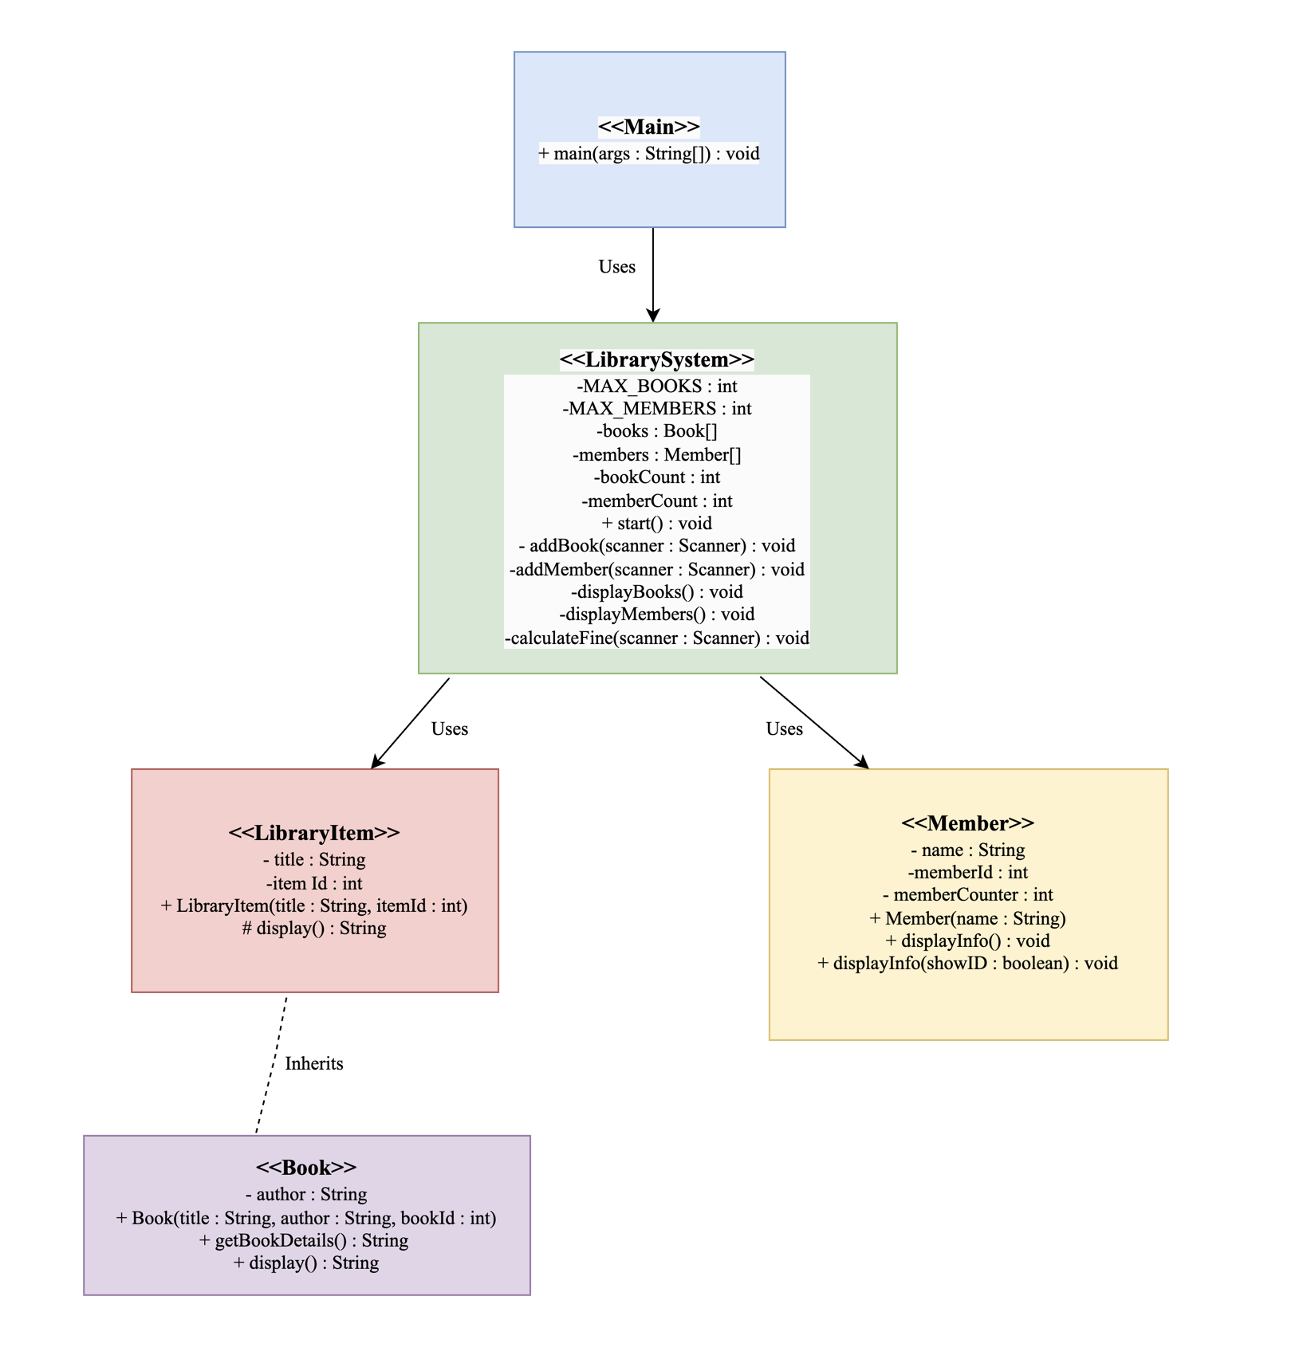 <<Main>>
+ main(args : String[]) : void
Uses
<<LibrarySystem>>
-MAX_BOOKS : int
-MAX_MEMBERS : int
-books : Book[]
-members : Member[]
-bookCount : int
-memberCount : int
+ start() : void
- addBook(scanner : Scanner) : void
-addMember(scanner : Scanner) : void
-displayBooks() : void
-displayMembers() : void
-calculateFine(scanner : Scanner) : void
Uses
Uses
<<LibraryItem>>
- title : String
-item Id : int
+ LibraryItem(title : String, itemId : int)
# display() : String
<<Member>>
- name : String
-memberId : int
- memberCounter : int
+ Member(name : String)
+ displayInfo() : void
+ displayInfo(showID : boolean) : void
Inherits
<<Book>>
- author : String
+ Book(title : String, author : String, bookId : int)
+ getBookDetails() : String
+ display() : String